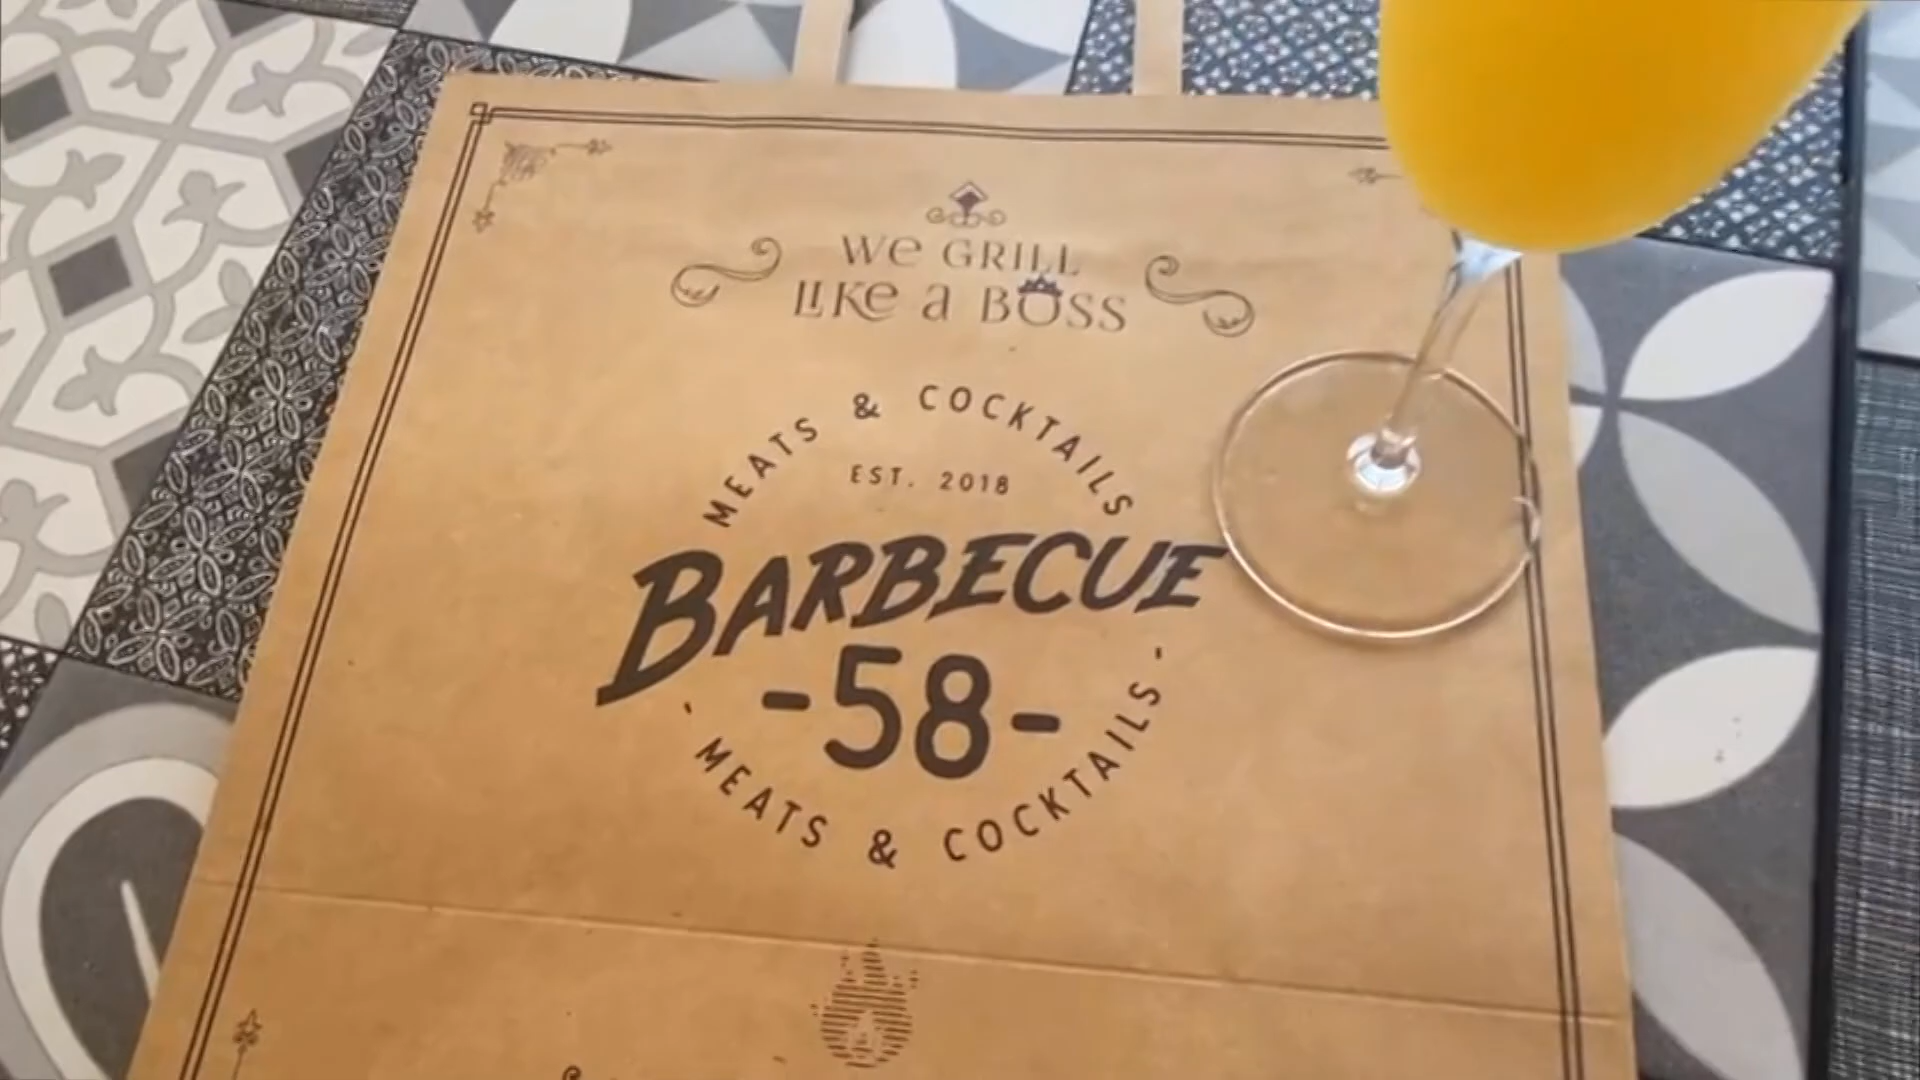 We GRILL
LIKe a BOSS
MEATS & COCKTAILS
EST. 2018
BARBECUE
-58-
MEATS & COCKTAILS